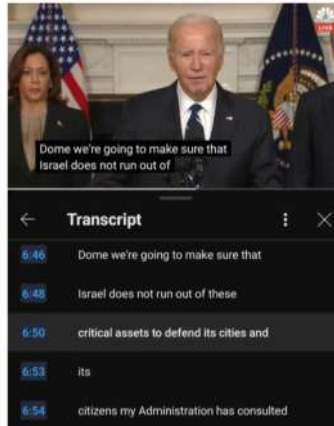 LIVE
Dome we're going to make sure that
Israel does not run out of
Transcript
6:46 Dome we're going to make sure that
6:48 Israel does not run out of these
6:50 critical assets to defend its cities and
6:53 its
6:54 citizens my Administration has consulted